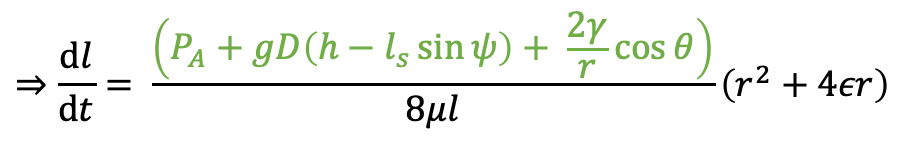 ⇒ dl/dt = (P_A + gD(h − l_s sin ψ) + 2γ/r cos θ) / 8μl (r² + 4ϵr)